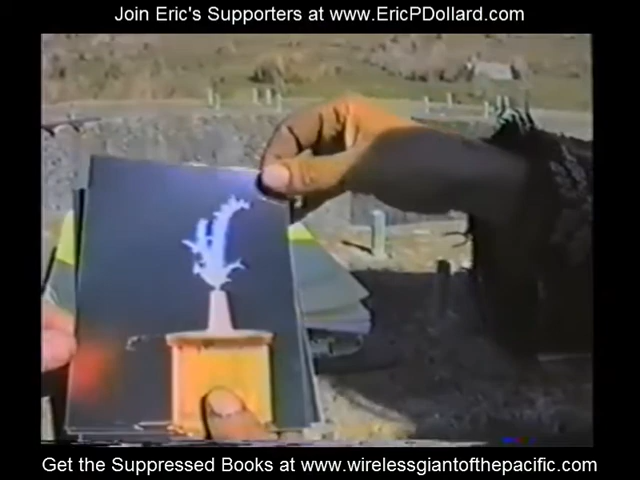 Join Eric's Supporters at www.EricPDollard.com
Get the Suppressed Books at www.wirelessgiantofthepacific.com